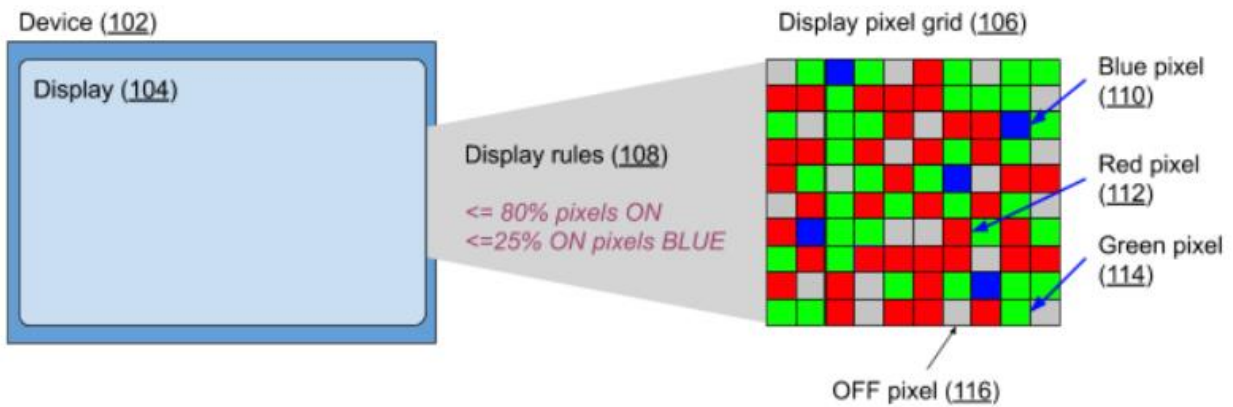 Device (102)
Display (104)
Display rules (108)
<= 80% pixels ON
<=25% ON pixels BLUE
Display pixel grid (106)
Blue pixel
(110)
Red pixel
(112)
Green pixel
(114)
OFF pixel (116)